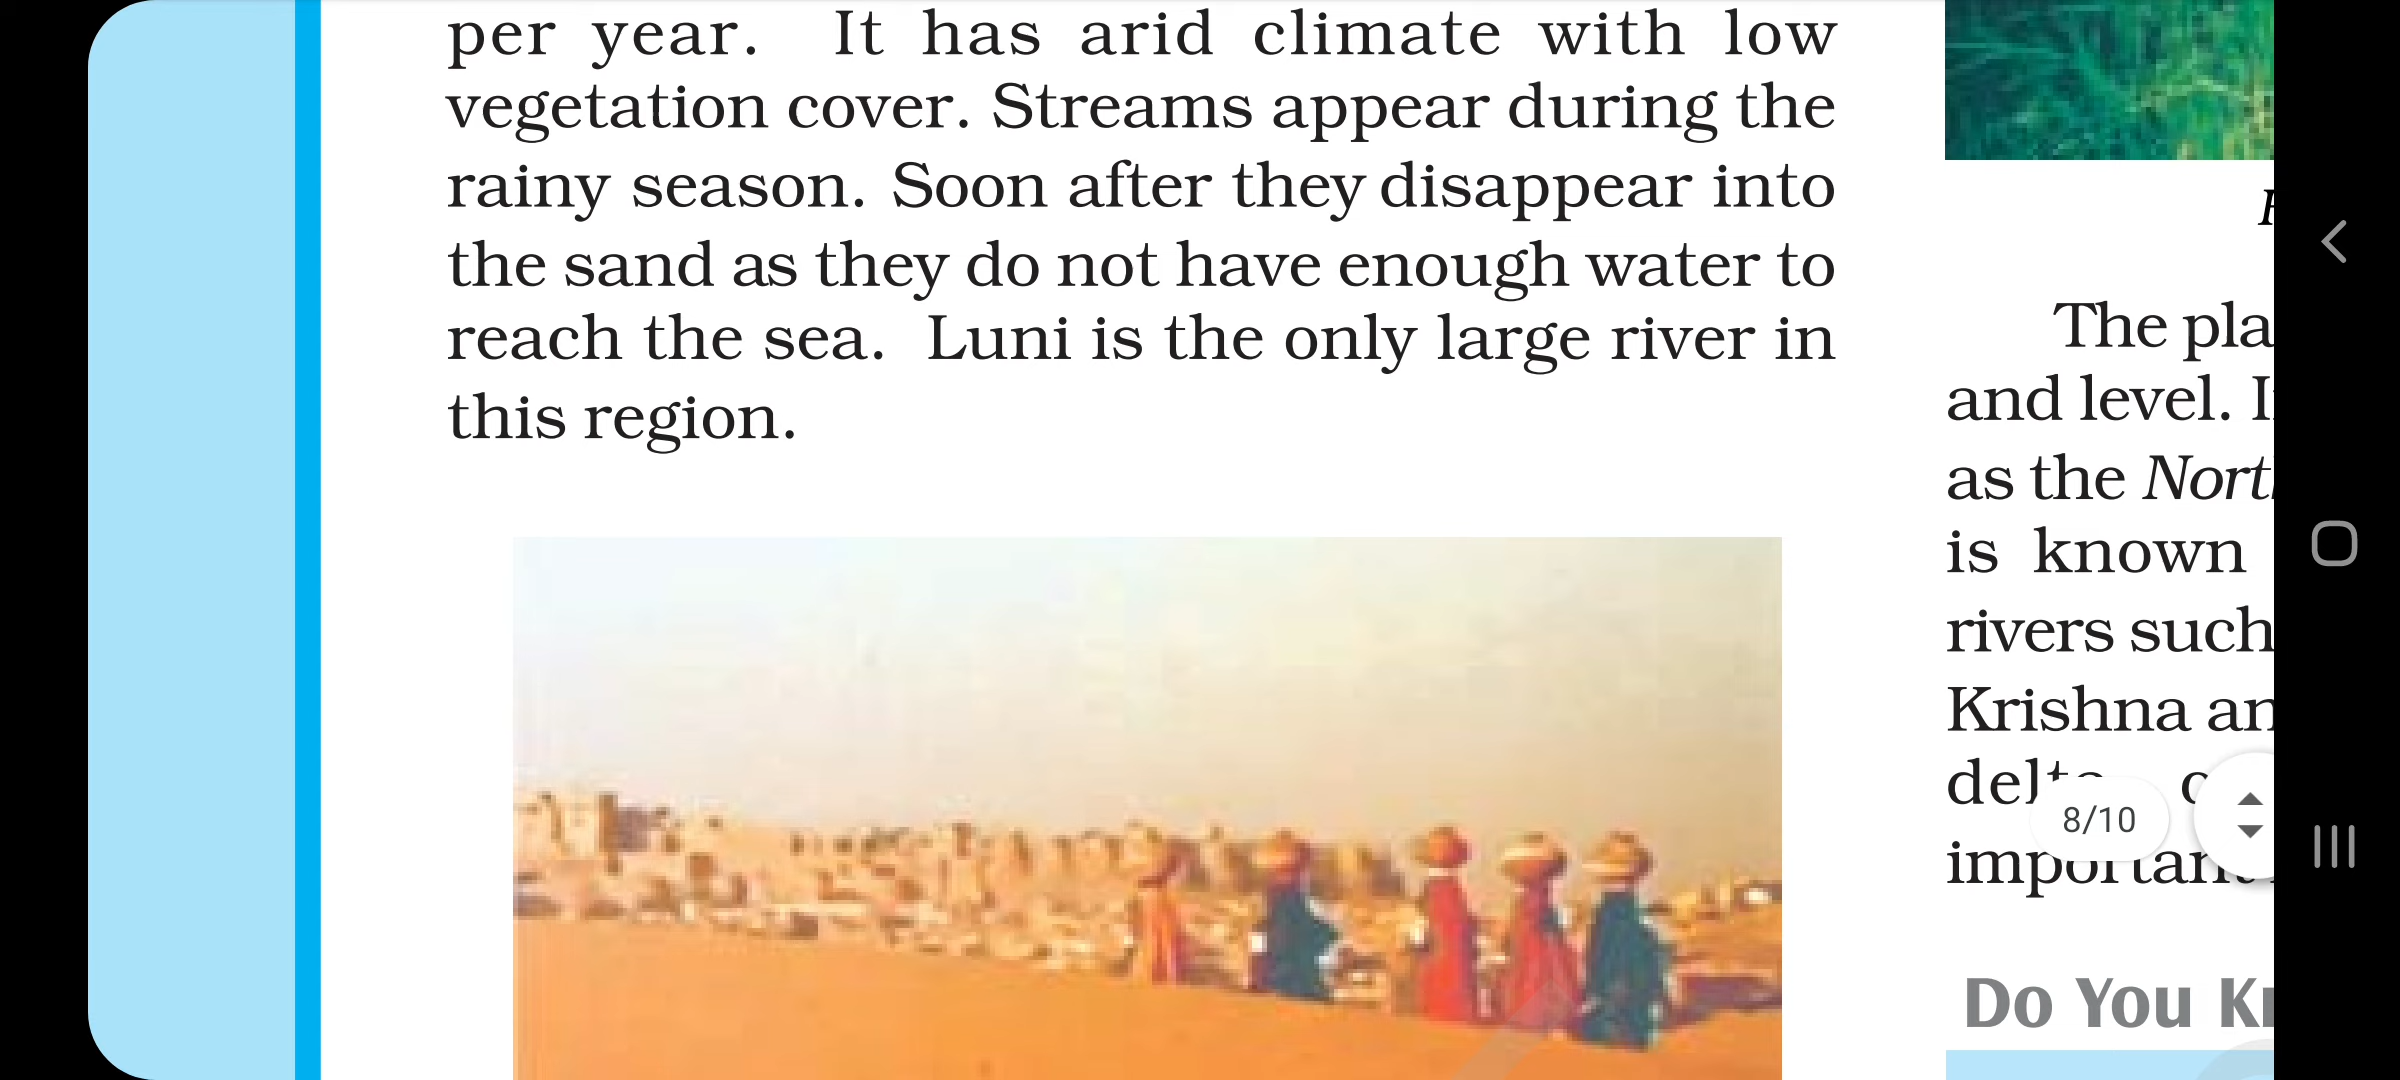 per year. It has arid climate with low
vegetation cover. Streams appear during the
rainy season. Soon after they disappear into
the sand as they do not have enough water to
reach the sea. Luni is the only large river in
this region.
The pla
and level. I
as the Nort
is known
rivers such
Krishna an
8/10
Do You K